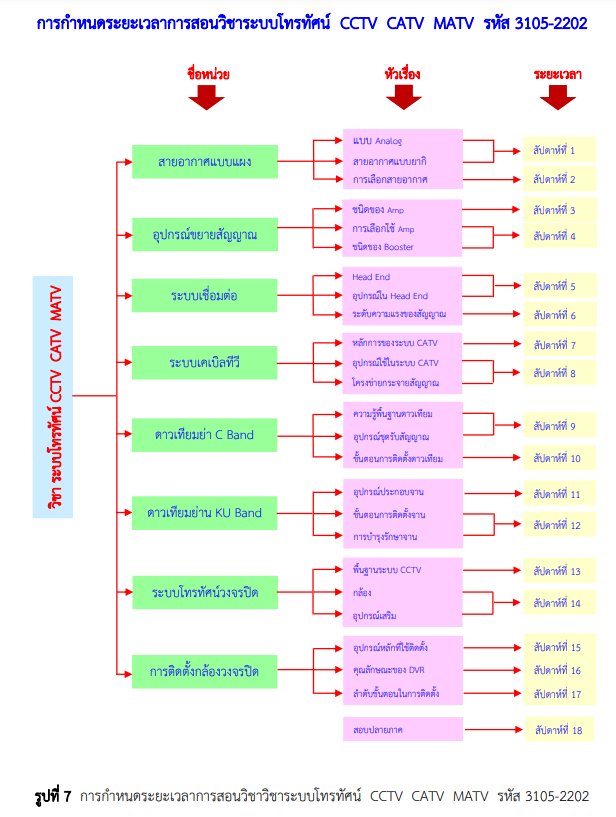 การกำหนดระยะเวลาการสอนวิชาระบบโทรทัศน์ CCTV CATV MATV รหัส 3105-2202
ชื่อหน่วย
หัวเรื่อง
ระยะเวลา
วิชา ระบบโทรทัศน์ CCTV CATV MATV
สายอากาศแบบแผง
แบบ Analog
สายอากาศแบบยากิ
การเลือกสายอากาศ
สัปดาห์ที่ 1
สัปดาห์ที่ 2
อุปกรณ์ขยายสัญญาณ
ชนิดของ Amp
การเลือกใช้ Amp
ชนิดของ Booster
สัปดาห์ที่ 3
สัปดาห์ที่ 4
ระบบเชื่อมต่อ
Head End
อุปกรณ์ใน Head End
ระดับความแรงของสัญญาณ
สัปดาห์ที่ 5
สัปดาห์ที่ 6
ระบบเคเบิลทีวี
หลักการของระบบ CATV
อุปกรณ์ใช้ในระบบ CATV
โครงข่ายกระจายสัญญาณ
สัปดาห์ที่ 7
สัปดาห์ที่ 8
ดาวเทียมย่า C Band
ความรู้พื้นฐานดาวเทียม
อุปกรณ์ชุดรับสัญญาณ
ขั้นตอนการติดตั้งดาวเทียม
สัปดาห์ที่ 9
สัปดาห์ที่ 10
ดาวเทียมย่าน KU Band
อุปกรณ์ประกอบจาน
ขั้นตอนการติดตั้งจาน
การบำรุงรักษาจาน
สัปดาห์ที่ 11
สัปดาห์ที่ 12
ระบบโทรทัศน์วงจรปิด
พื้นฐานระบบ CCTV
กล้อง
อุปกรณ์เสริม
สัปดาห์ที่ 13
สัปดาห์ที่ 14
การติดตั้งกล้องวงจรปิด
อุปกรณ์หลักที่ใช้ติดตั้ง
คุณลักษณะของ DVR
ลำดับขั้นตอนในการติดตั้ง
สัปดาห์ที่ 15
สัปดาห์ที่ 16
สัปดาห์ที่ 17
สอบปลายภาค
สัปดาห์ที่ 18
รูปที่ 7 การกำหนดระยะเวลาการสอนวิชาวิชาระบบโทรทัศน์ CCTV CATV MATV รหัส 3105-2202